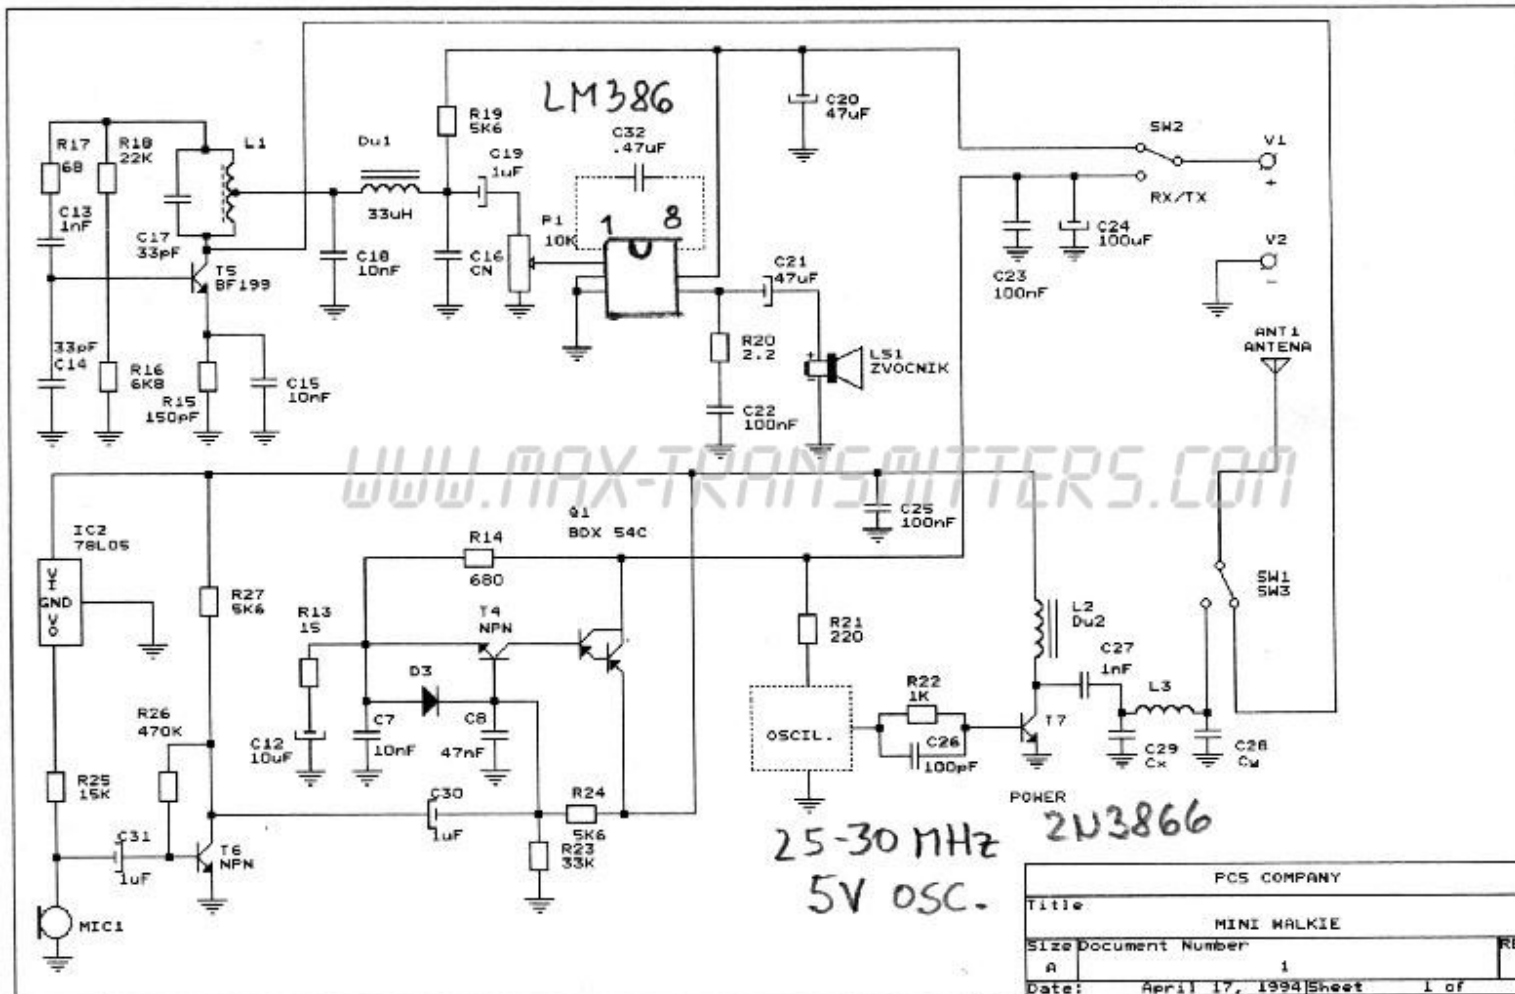 LM386
R19
5K6
C20
47uF
C32
.47uF
SW2
V1
+
R17
68
R18
22K
L1
Du1
C19
1uF
33uH
RX/TX
C13
1nF
P1
10K
1
8
C24
100uF
C17
33pF
C18
10nF
C16
CN
V2
-
T5
BF199
C21
47uF
C23
100nF
33pF
C14
R16
6K8
R15
150pF
C15
10nF
R20
2.2
LS1
ZVOCNIK
+
-
ANT1
ANTENA
C22
100nF
WWW.MAX-TRANSMITTERS.COM
IC2
78L05
Q1
BDX 54C
C25
100nF
R14
680
VI
GND
VO
R27
5K6
R13
15
T4
NPN
R21
220
L2
Du2
SW1
SW3
C27
1nF
D3
R22
1K
L3
R26
470K
C12
10uF
C7
10nF
C8
47nF
OSCIL.
T7
C26
100pF
C29
Cx
C28
Cw
R25
15K
C30
1uF
R24
5K6
POWER
2N3866
C31
1uF
T6
NPN
R23
33K
25-30 MHz
5V OSC.
MIC1
PCS COMPANY
Title
MINI WALKIE
Size
Document Number
RE
A
1
Date:
April 17, 1994
Sheet
1 of